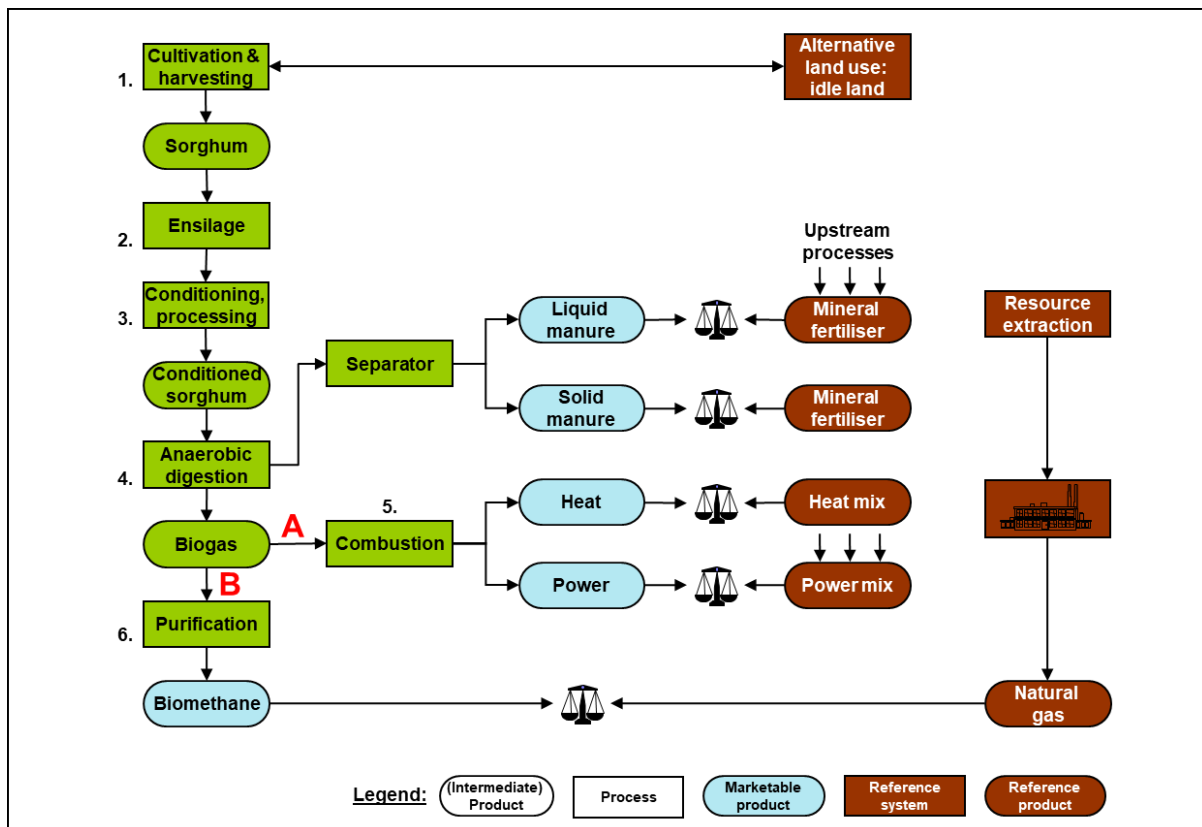 Cultivation &
harvesting
1.
Alternative
land use:
idle land
Sorghum
Ensilage
2.
Upstream
processes
Conditioning,
processing
3.
Liquid
manure
Mineral
fertiliser
Resource
extraction
Separator
Conditioned
sorghum
Solid
manure
Mineral
fertiliser
Anaerobic
digestion
4.
Heat
Heat mix
5.
A
Biogas
Combustion
B
Power
Power mix
Purification
6.
Biomethane
Natural
gas
Legend:
(Intermediate)
Product
Process
Marketable
product
Reference
system
Reference
product